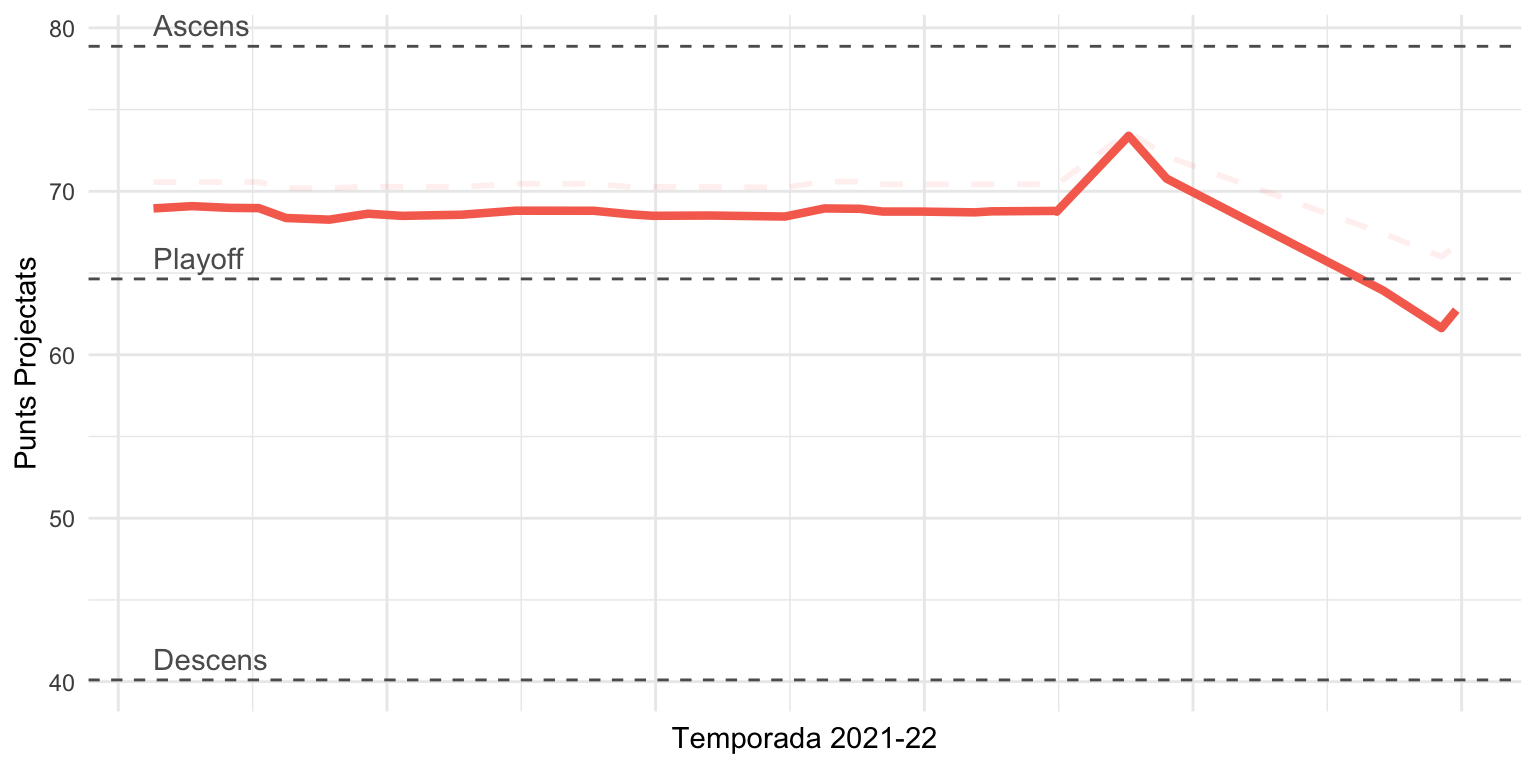 Ascens
80
70
Playoff
60
50
Descens
40
Punts Projectats
Temporada 2021-22